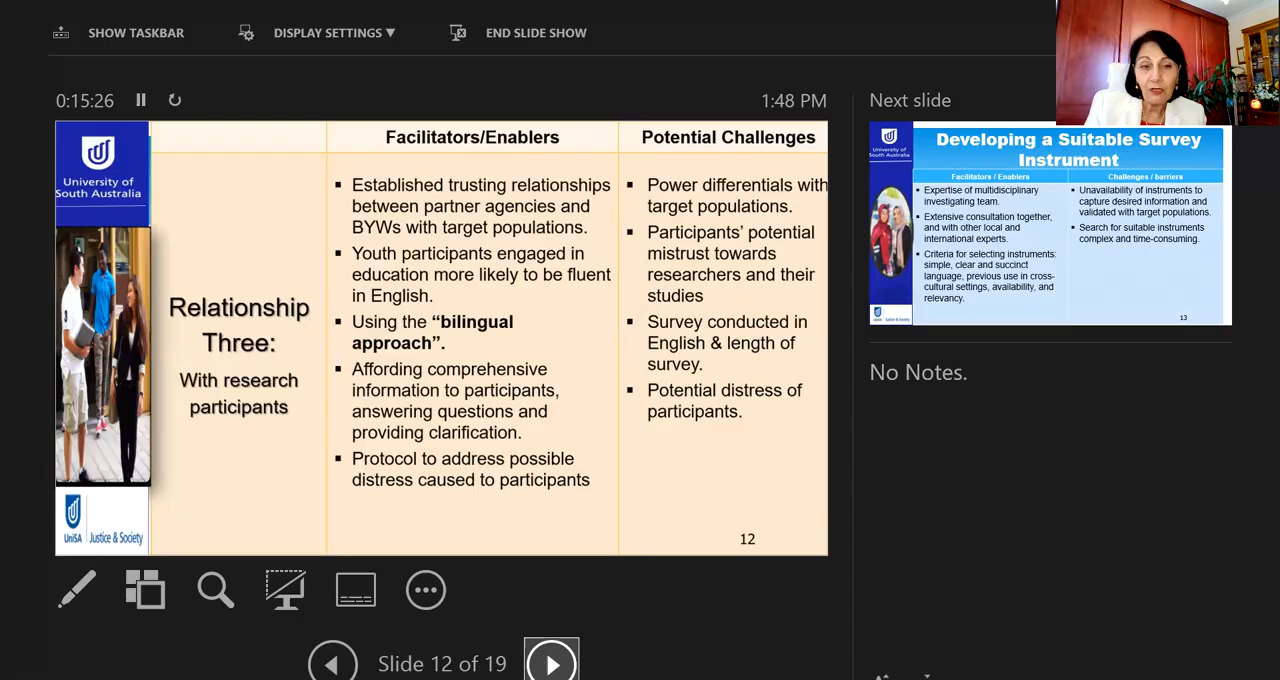 SHOW TASKBAR
DISPLAY SETTINGS ▼
END SLIDE SHOW
0:15:26
1:48 PM
Next slide
University of
South Australia
Relationship
Three:
With research
participants
UniSA
Justice & Society
Facilitators/Enablers
▪ Established trusting relationships
between partner agencies and
BYWs with target populations.
▪ Youth participants engaged in
education more likely to be fluent
in English.
▪ Using the “bilingual
approach”.
▪ Affording comprehensive
information to participants,
answering questions and
providing clarification.
▪ Protocol to address possible
distress caused to participants
Potential Challenges
▪ Power differentials with
target populations.
▪ Participants’ potential
mistrust towards
researchers and their
studies
▪ Survey conducted in
English & length of
survey.
▪ Potential distress of
participants.
12
University of
South Australia
Developing a Suitable Survey
Instrument
Facilitators / Enablers
▪ Expertise of multidisciplinary
investigating team.
▪ Extensive consultation together,
and with other local and
international experts.
▪ Criteria for selecting instruments:
simple, clear and succinct
language, previous use in cross-
cultural settings, availability, and
relevancy.
Challenges / barriers
▪ Unavailability of instruments to
capture desired information and
validated with target populations.
▪ Search for suitable instruments
complex and time-consuming.
13
UniSA
Justice & Society
No Notes.
Slide 12 of 19